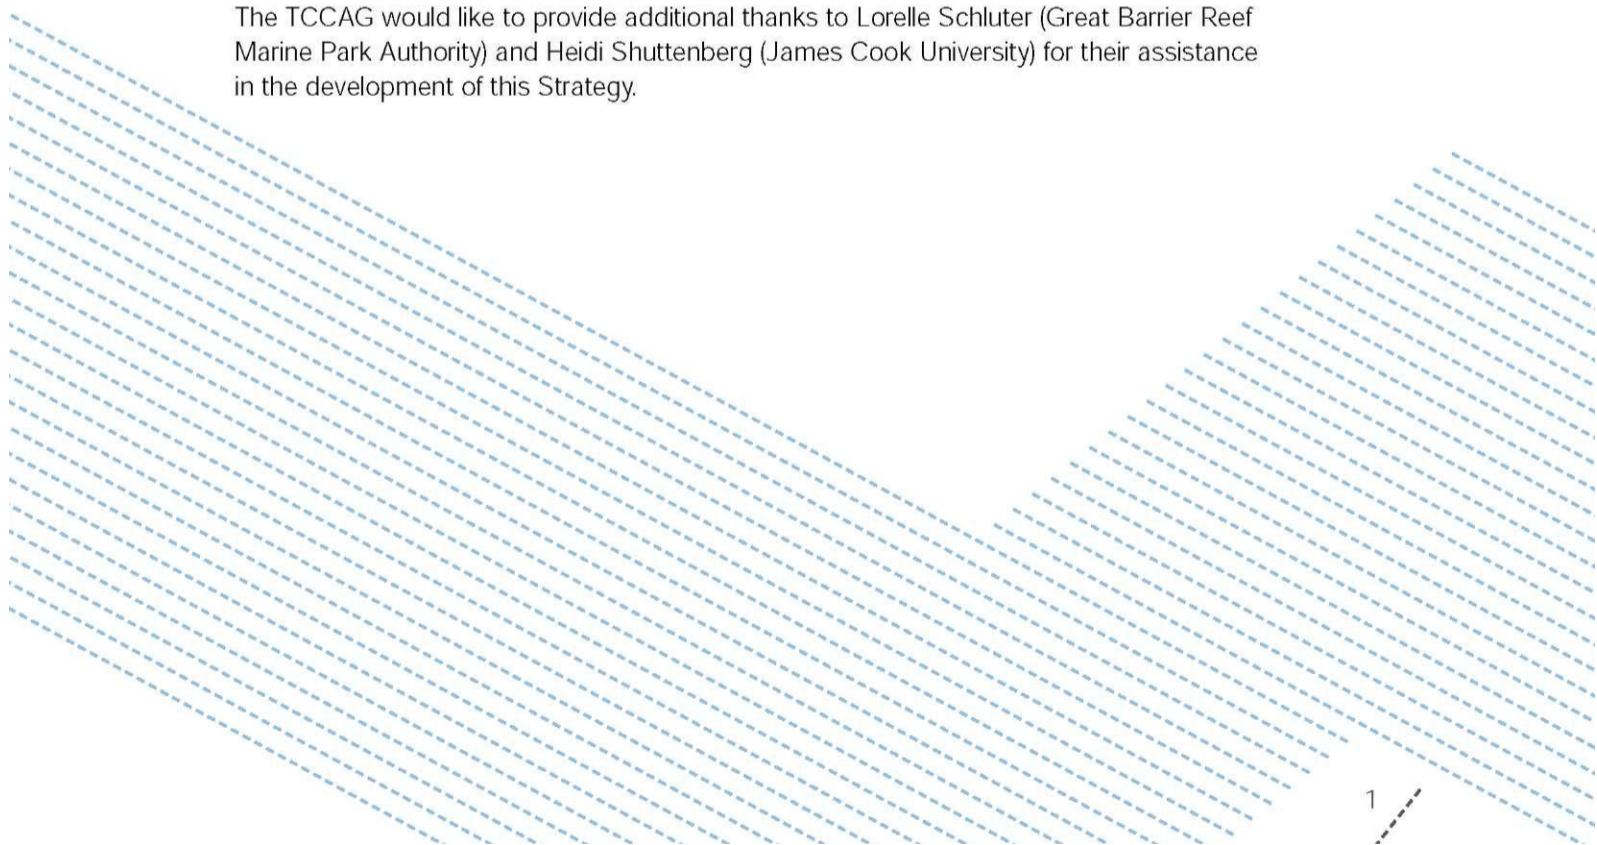 The TCCAG would like to provide additional thanks to Lorelle Schluter (Great Barrier Reef
Marine Park Authority) and Heidi Shuttenberg (James Cook University) for their assistance
in the development of this Strategy.
1